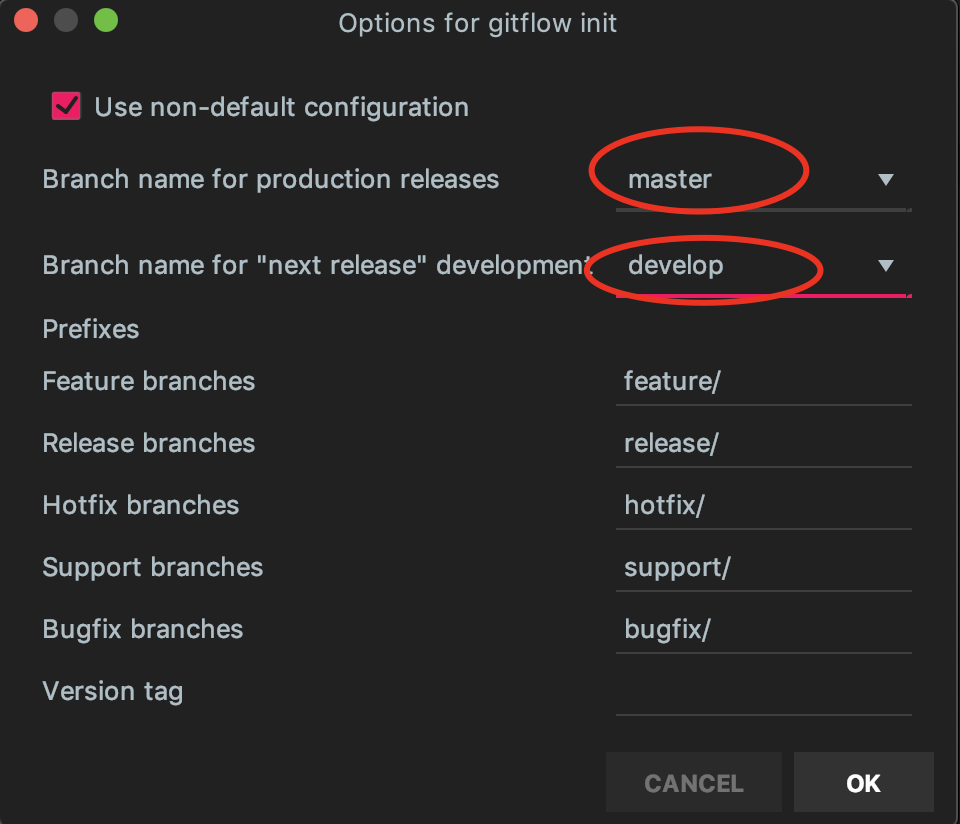 Options for gitflow init
Use non-default configuration
Branch name for production releases master
Branch name for "next release" development develop
Prefixes
Feature branches feature/
Release branches release/
Hotfix branches hotfix/
Support branches support/
Bugfix branches bugfix/
Version tag
CANCEL OK